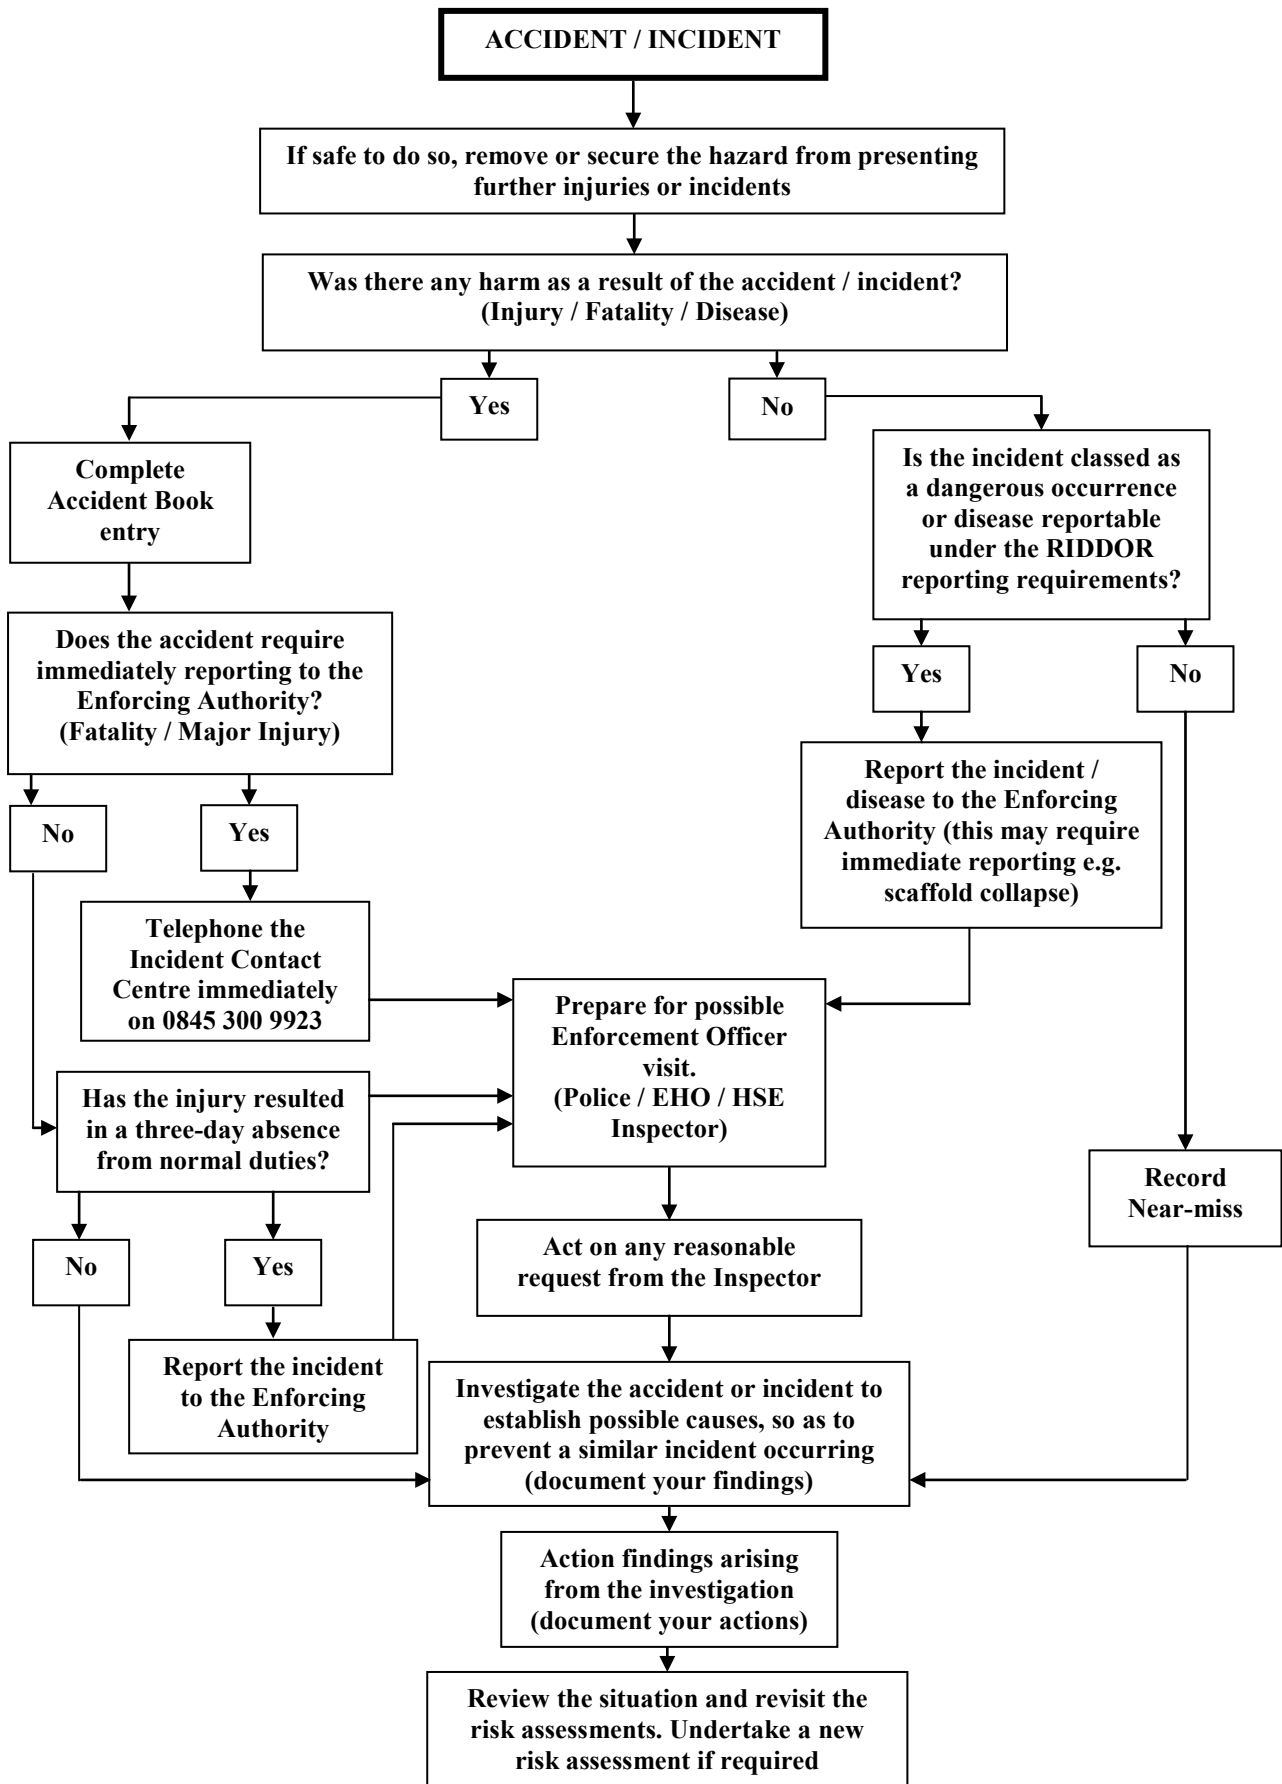 ACCIDENT / INCIDENT
If safe to do so, remove or secure the hazard from presenting
further injuries or incidents
Was there any harm as a result of the accident / incident?
(Injury / Fatality / Disease)
Yes
No
Complete
Accident Book
entry
Is the incident classed as
a dangerous occurrence
or disease reportable
under the RIDDOR
reporting requirements?
Does the accident require
immediately reporting to the
Enforcing Authority?
(Fatality / Major Injury)
Yes
No
No
Yes
Report the incident /
disease to the Enforcing
Authority (this may require
immediate reporting e.g.
scaffold collapse)
Telephone the
Incident Contact
Centre immediately
on 0845 300 9923
Prepare for possible
Enforcement Officer
visit.
(Police / EHO / HSE
Inspector)
Has the injury resulted
in a three-day absence
from normal duties?
Record
Near-miss
No
Yes
Act on any reasonable
request from the Inspector
Report the incident
to the Enforcing
Authority
Investigate the accident or incident to
establish possible causes, so as to
prevent a similar incident occurring
(document your findings)
Action findings arising
from the investigation
(document your actions)
Review the situation and revisit the
risk assessments. Undertake a new
risk assessment if required